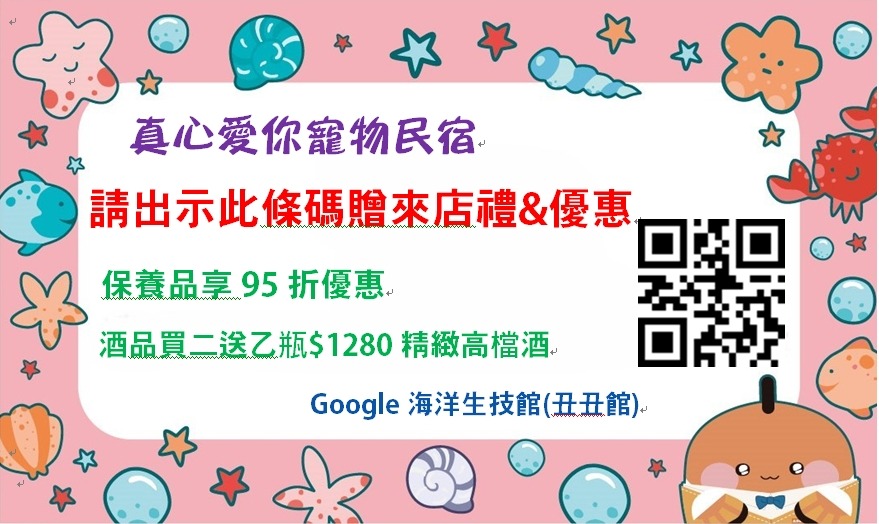 真心愛你寵物民宿
請出示此條碼贈來店禮&優惠
保養品享 95 折優惠
酒品買二送乙瓶$1280 精緻高檔酒
Google 海洋生技館(丑丑館)